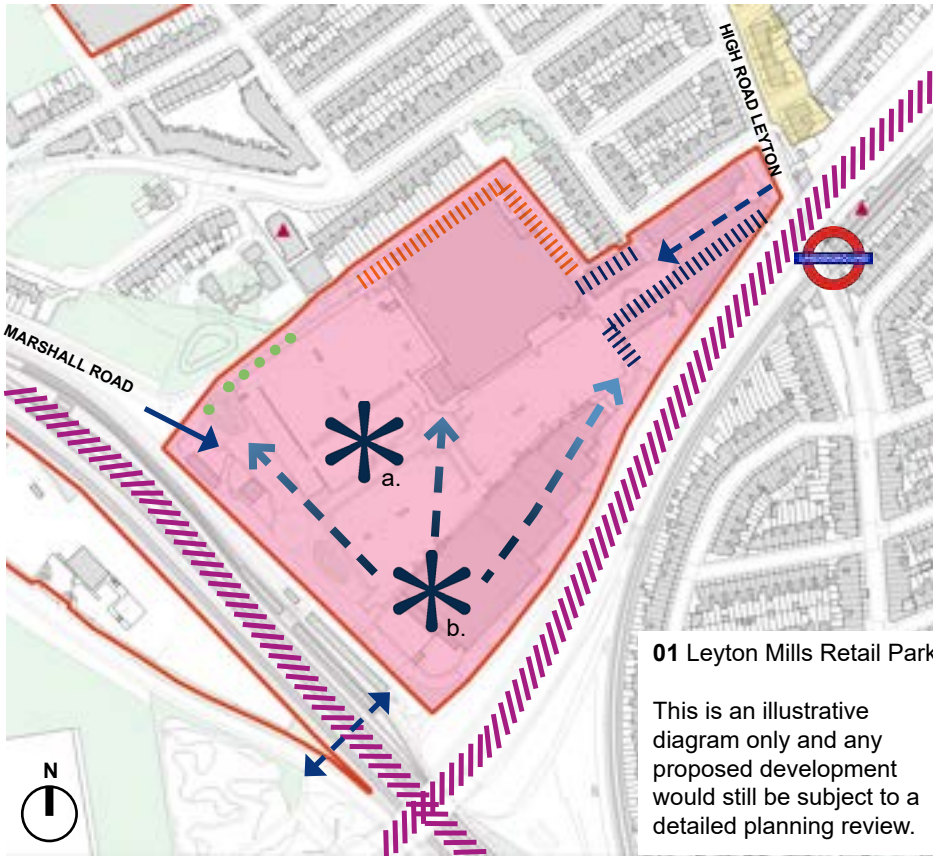 HIGH ROAD LEYTON
MARSHALL ROAD
a.
b.
N
01 Leyton Mills Retail Park
This is an illustrative
diagram only and any
proposed development
would still be subject to a
detailed planning review.